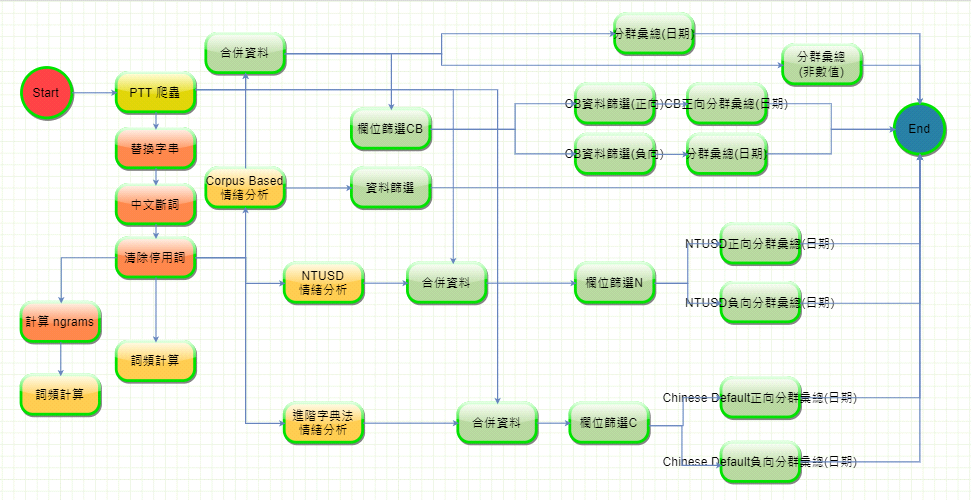 Start
PTT 爬蟲
替換字串
中文斷詞
清除停用詞
計算 ngrams
詞頻計算
詞頻計算
合併資料
Corpus Based
情緒分析
NTUSD
情緒分析
進階字典法
情緒分析
欄位篩選CB
資料篩選
合併資料
合併資料
分群彙總(日期)
分群彙總
(非數值)
CB資料篩選(正向)
CB正向分群彙總(日期)
CB資料篩選(負向)
分群彙總(日期)
欄位篩選N
欄位篩選C
NTUSD正向分群彙總(日期)
NTUSD負向分群彙總(日期)
Chinese Default正向分群彙總(日期)
Chinese Default負向分群彙總(日期)
End